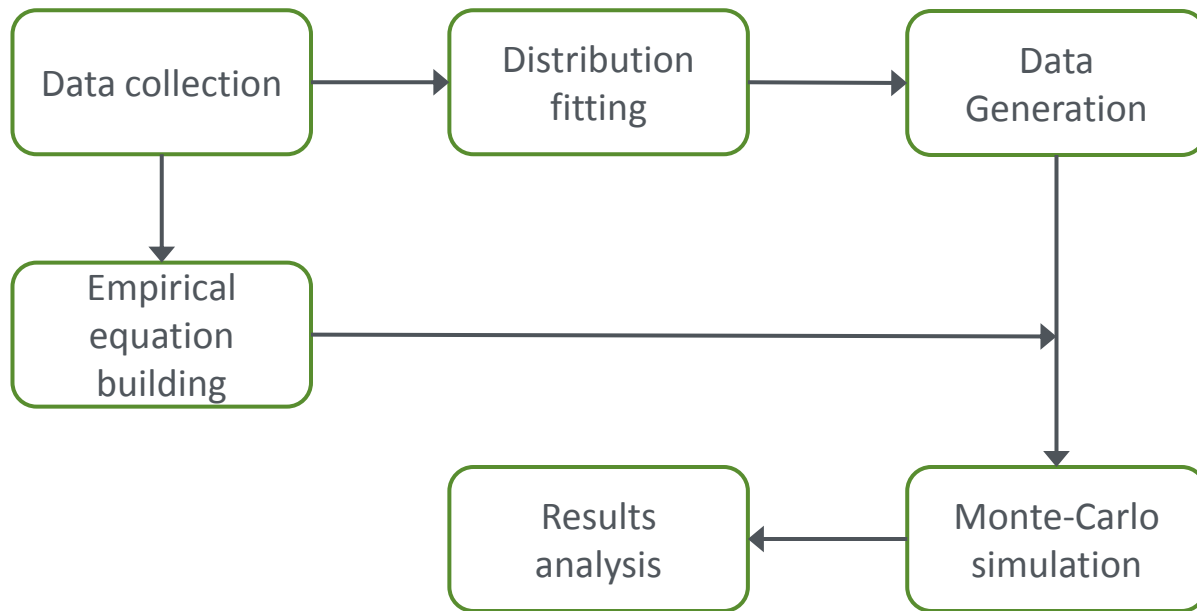 Data collection
Distribution
fitting
Data
Generation
Empirical
equation
building
Results
analysis
Monte-Carlo
simulation